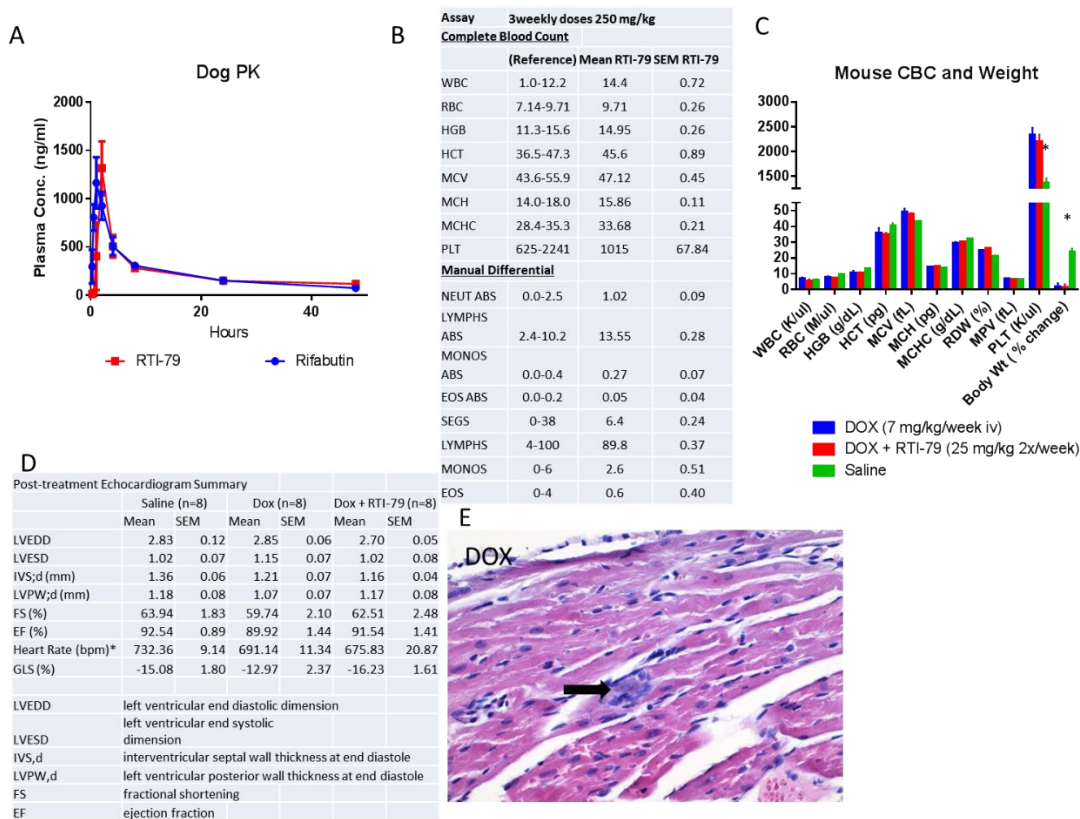 A
Dog PK
2000
1500
1000
500
0
Plasma Conc. (ng/ml)
0 20 40
Hours
RTI-79 Rifabutin
B
Assay 3weekly doses 250 mg/kg
Complete Blood Count
(Reference) Mean RTI-79 SEM RTI-79
WBC 1.0-12.2 14.4 0.72
RBC 7.14-9.71 9.71 0.26
HGB 11.3-15.6 14.95 0.26
HCT 36.5-47.3 45.6 0.89
MCV 43.6-55.9 47.12 0.45
MCH 14.0-18.0 15.86 0.11
MCHC 28.4-35.3 33.68 0.21
PLT 625-2241 1015 67.84
Manual Differential
NEUT ABS 0.0-2.5 1.02 0.09
LYMPHS
ABS 2.4-10.2 13.55 0.28
MONOS
ABS 0.0-0.4 0.27 0.07
EOS ABS 0.0-0.2 0.05 0.04
SEGS 0-38 6.4 0.24
LYMPHS 4-100 89.8 0.37
MONOS 0-6 2.6 0.51
EOS 0-4 0.6 0.40
C
Mouse CBC and Weight
3000
2500
2000
1500
50
40
30
20
10
0
*
*
WBC (K/ul)
RBC (M/ul)
HGB (g/dL)
HCT (pg)
MCV (fL)
MCH (pg)
MCHC (g/dL)
RDW (%)
MPV (fL)
PLT (K/ul)
Body Wt ( % change)
DOX (7 mg/kg/week iv)
DOX + RTI-79 (25 mg/kg 2x/week)
Saline
D
Post-treatment Echocardiogram Summary
Saline (n=8) Dox (n=8) Dox + RTI-79 (n=8)
Mean SEM Mean SEM Mean SEM
LVEDD 2.83 0.12 2.85 0.06 2.70 0.05
LVESD 1.02 0.07 1.15 0.07 1.02 0.08
IVS;d (mm) 1.36 0.06 1.21 0.07 1.16 0.04
LVPW;d (mm) 1.18 0.08 1.07 0.07 1.17 0.08
FS (%) 63.94 1.83 59.74 2.10 62.51 2.48
EF (%) 92.54 0.89 89.92 1.44 91.54 1.41
Heart Rate (bpm)* 732.36 9.14 691.14 11.34 675.83 20.87
GLS (%) -15.08 1.80 -12.97 2.37 -16.23 1.61
LVEDD left ventricular end diastolic dimension
left ventricular end systolic
LVESD dimension
IVS,d interventricular septal wall thickness at end diastole
LVPW,d left ventricular posterior wall thickness at end diastole
FS fractional shortening
EF ejection fraction
E
DOX